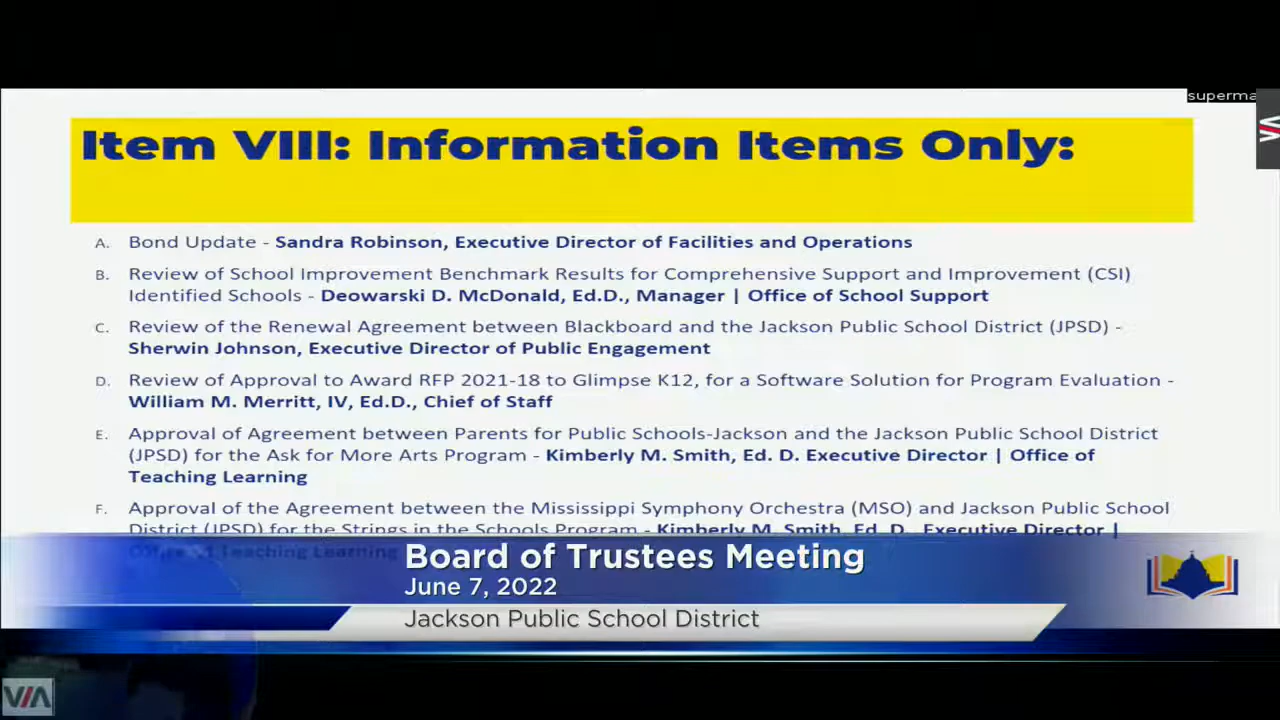 superma
Item VIII: Information Items Only:
A. Bond Update - Sandra Robinson, Executive Director of Facilities and Operations
B. Review of School Improvement Benchmark Results for Comprehensive Support and Improvement (CSI)
Identified Schools - Deowarski D. McDonald, Ed.D., Manager | Office of School Support
C. Review of the Renewal Agreement between Blackboard and the Jackson Public School District (JPSD) -
Sherwin Johnson, Executive Director of Public Engagement
D. Review of Approval to Award RFP 2021-18 to Glimpse K12, for a Software Solution for Program Evaluation -
William M. Merritt, IV, Ed.D., Chief of Staff
E. Approval of Agreement between Parents for Public Schools-Jackson and the Jackson Public School District
(JPSD) for the Ask for More Arts Program - Kimberly M. Smith, Ed. D. Executive Director | Office of
Teaching Learning
F. Approval of the Agreement between the Mississippi Symphony Orchestra (MSO) and Jackson Public School
District (JPSD) for the Strings in the Schools Program - Kimberly M. Smith, Ed. D., Executive Director |
Office of Teaching Learning
Board of Trustees Meeting
June 7, 2022
Jackson Public School District
VIA